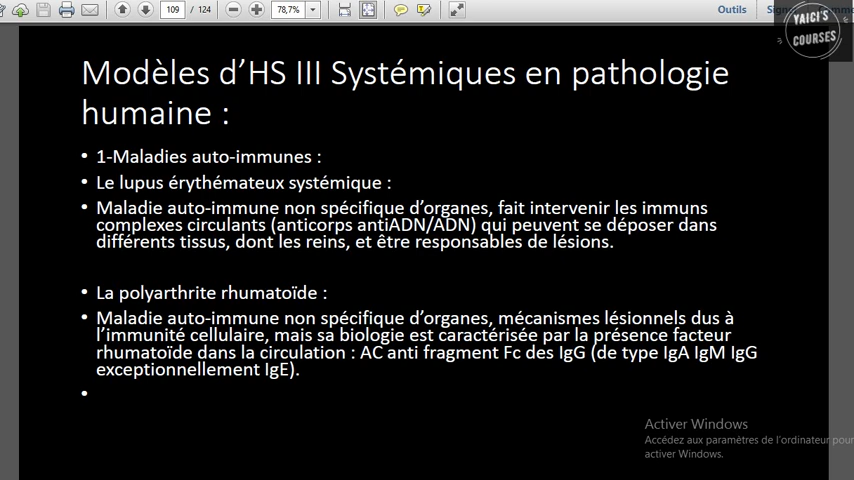 109 / 124
78,7%
Outils
YAICI'S
COURSES
Modèles d'HS III Systémiques en pathologie
humaine :
• 1-Maladies auto-immunes :
• Le lupus érythémateux systémique :
• Maladie auto-immune non spécifique d'organes, fait intervenir les immuns
complexes circulants (anticorps antiADN/ADN) qui peuvent se déposer dans
différents tissus, dont les reins, et être responsables de lésions.
• La polyarthrite rhumatoïde :
• Maladie auto-immune non spécifique d'organes, mécanismes lésionnels dus à
l'immunité cellulaire, mais sa biologie est caractérisée par la présence facteur
rhumatoïde dans la circulation : AC anti fragment Fc des IgG (de type IgA IgM IgG
exceptionnellement IgE).
•
Activer Windows
Accédez aux paramètres de l'ordinateur pour
activer Windows.